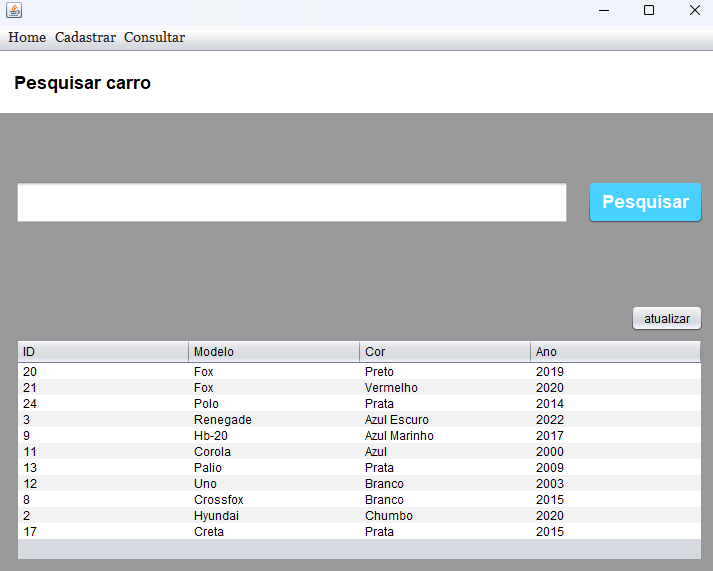 Home Cadastrar Consultar
Pesquisar carro
Pesquisar
atualizar
ID Modelo Cor Ano
20 Fox Preto 2019
21 Fox Vermelho 2020
24 Polo Prata 2014
3 Renegade Azul Escuro 2022
9 Hb-20 Azul Marinho 2017
11 Corola Azul 2000
13 Palio Prata 2009
12 Uno Branco 2003
8 Crossfox Branco 2015
2 Hyundai Chumbo 2020
17 Creta Prata 2015